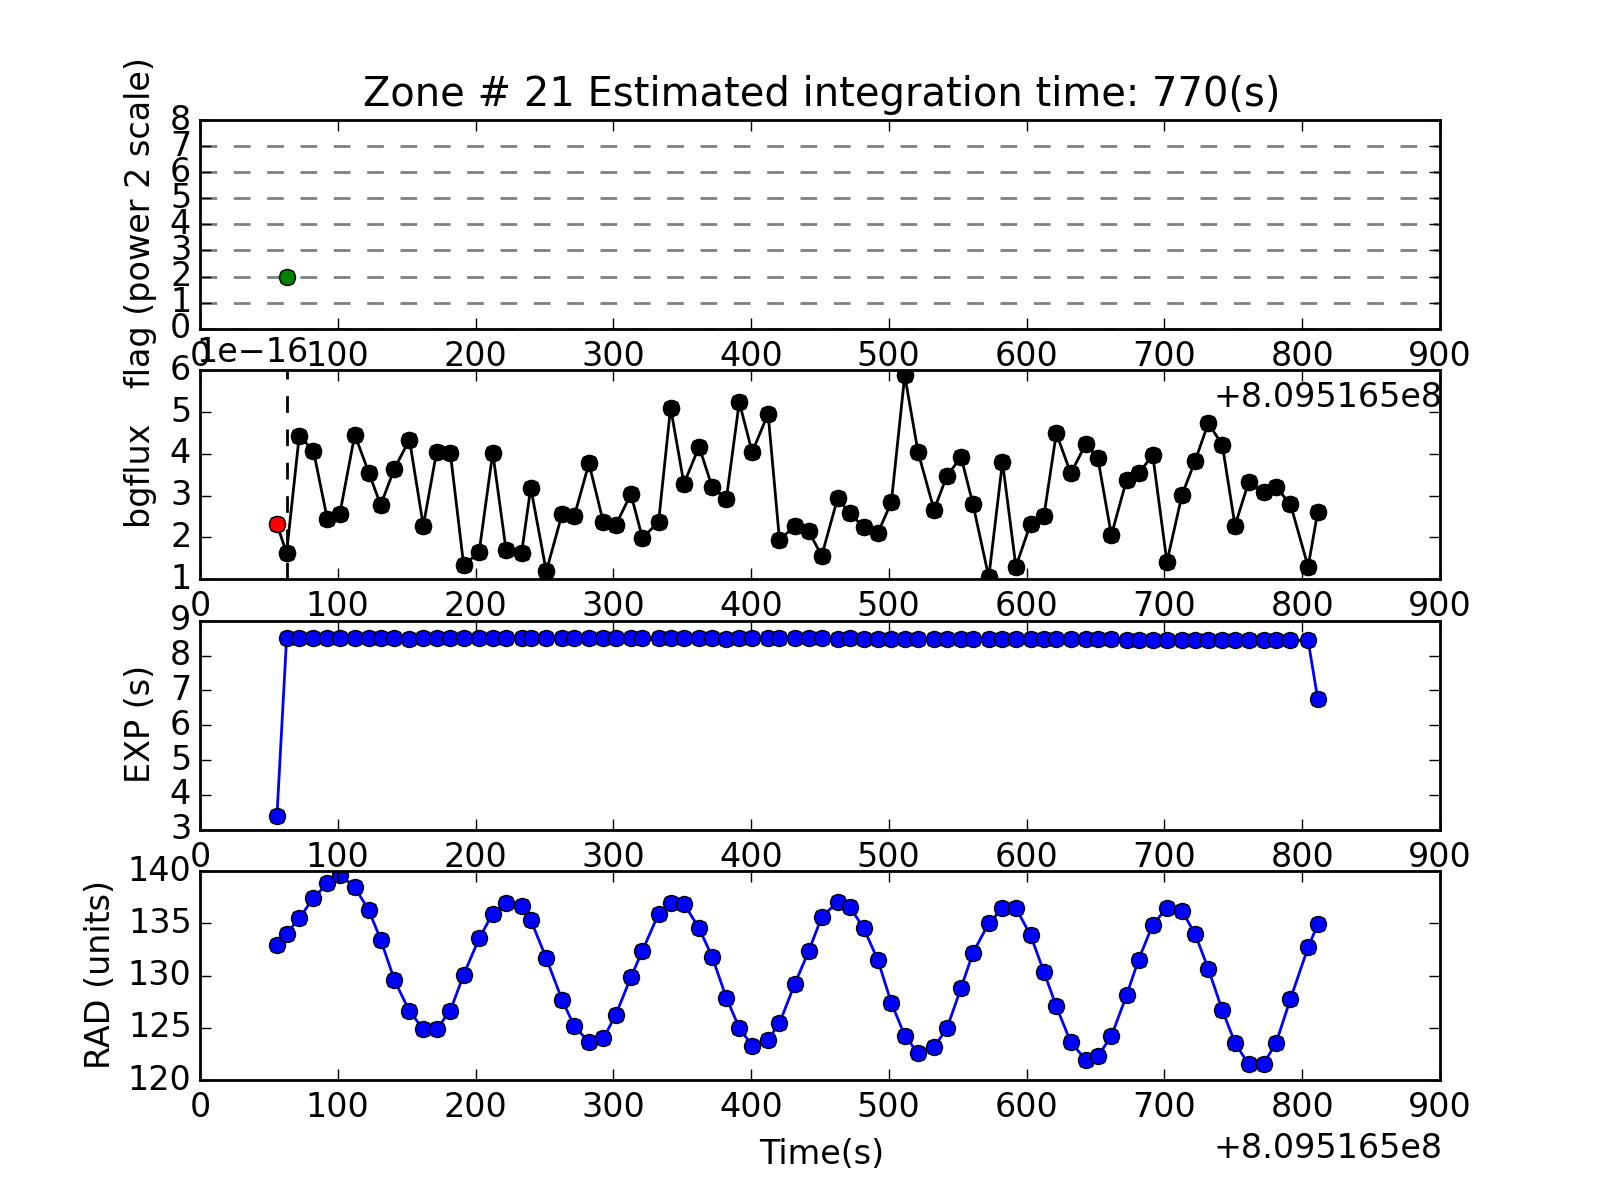 Zone # 21 Estimated integration time: 770(s)
flag (power 2 scale)
8
7
6
5
4
3
2
1
0
0 100 200 300 400 500 600 700 800 900
+8.095165e8
1e−16
bgflux
6
5
4
3
2
1
0 100 200 300 400 500 600 700 800 900
EXP (s)
9
8
7
6
5
4
3
0 100 200 300 400 500 600 700 800 900
RAD (units)
140
135
130
125
120
0 100 200 300 400 500 600 700 800 900
Time(s)
+8.095165e8